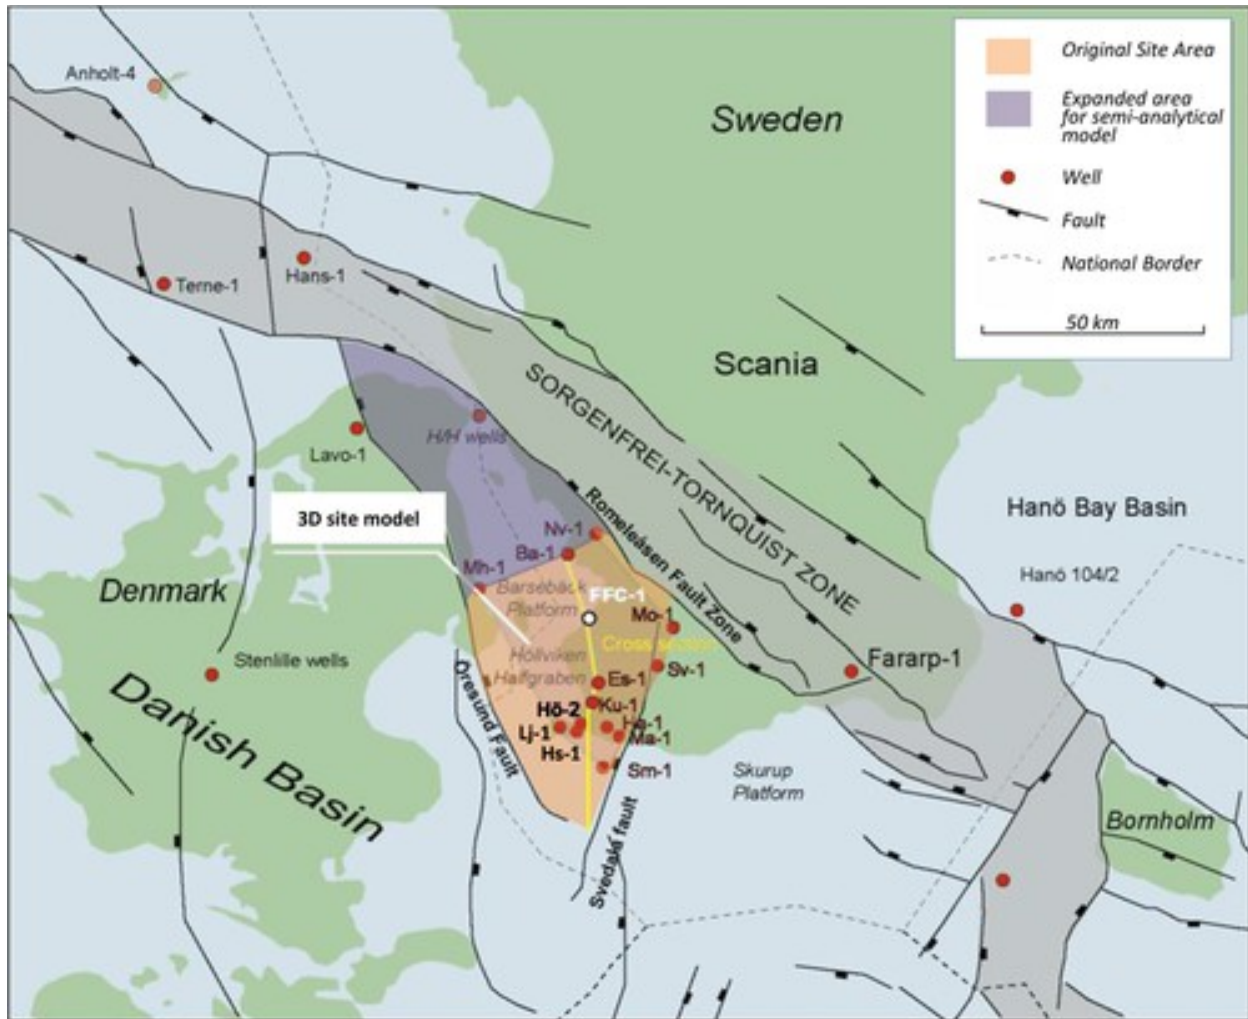 Original Site Area
Expanded area
for semi-analytical
model
Well
Fault
National Border
50 km
Anholt-4
Sweden
Hans-1
Terne-1
Scania
SORGENFREI-TORNQUIST ZONE
H/H wells
Lavo-1
Romeleåsen Fault Zone
Hanö Bay Basin
3D site model
Nv-1
Ba-1
Mh-1
Hanö 104/2
Denmark
Barsebäck
Platform
FFC-1
Mo-1
Cross section
Höllviken
Halfgraben
Sv-1
Fararp-1
Stenlille wells
Öresund Fault
Es-1
Danish Basin
Hö-2
Ku-1
Lj-1
Ha-1
Ma-1
Hs-1
Sm-1
Skurup
Platform
Svedala fault
Bornholm